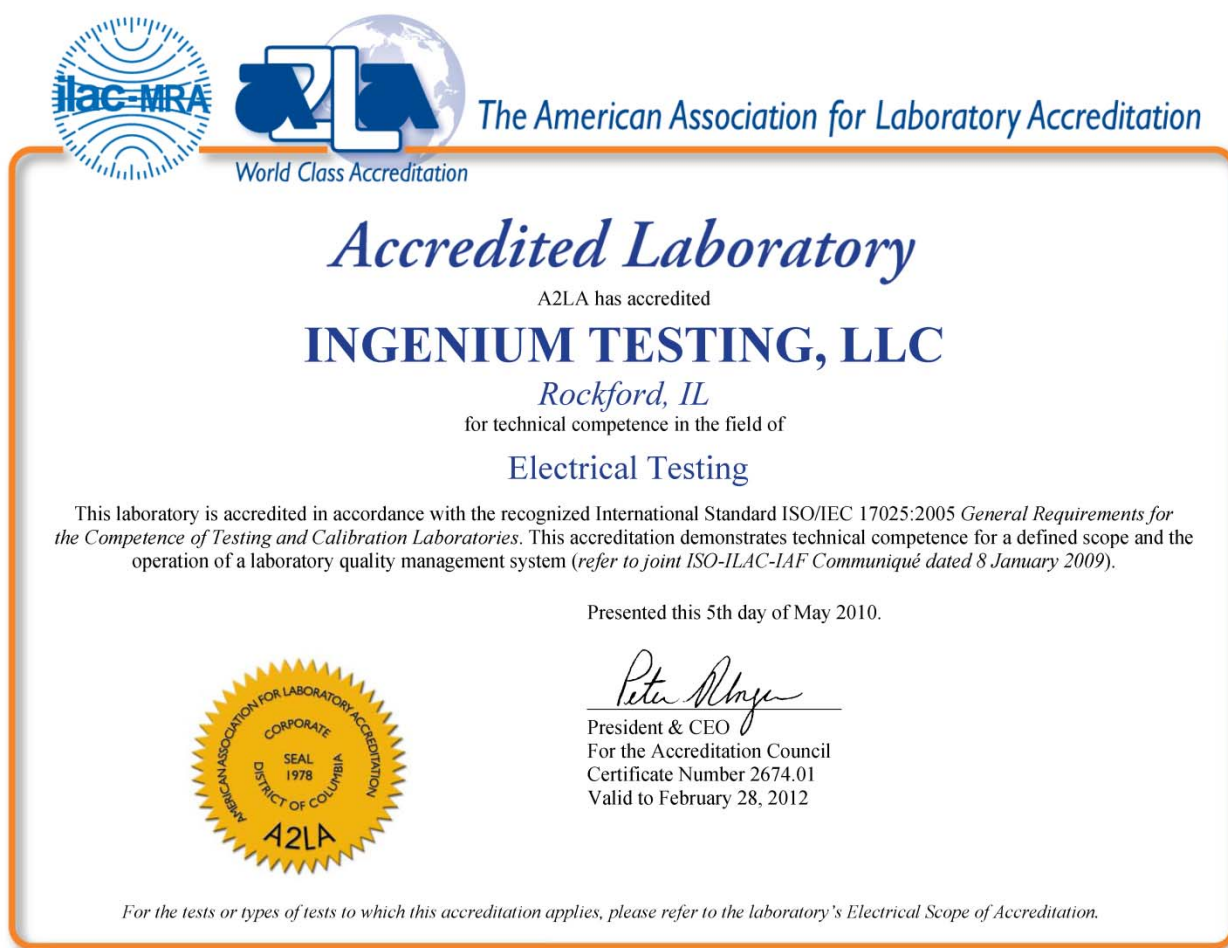 ilac-MRA
A2LA
World Class Accreditation
The American Association for Laboratory Accreditation
Accredited Laboratory
A2LA has accredited
INGENIUM TESTING, LLC
Rockford, IL
for technical competence in the field of
Electrical Testing
This laboratory is accredited in accordance with the recognized International Standard ISO/IEC 17025:2005 General Requirements for
the Competence of Testing and Calibration Laboratories. This accreditation demonstrates technical competence for a defined scope and the
operation of a laboratory quality management system (refer to joint ISO-ILAC-IAF Communiqué dated 8 January 2009).
Presented this 5th day of May 2010.
Peter
President & CEO
For the Accreditation Council
Certificate Number 2674.01
Valid to February 28, 2012
AMERICAN ASSOCIATION FOR LABORATORY ACCREDITATION
CORPORATE
SEAL
1978
DISTRICT OF COLUMBIA
A2LA
For the tests or types of tests to which this accreditation applies, please refer to the laboratory's Electrical Scope of Accreditation.